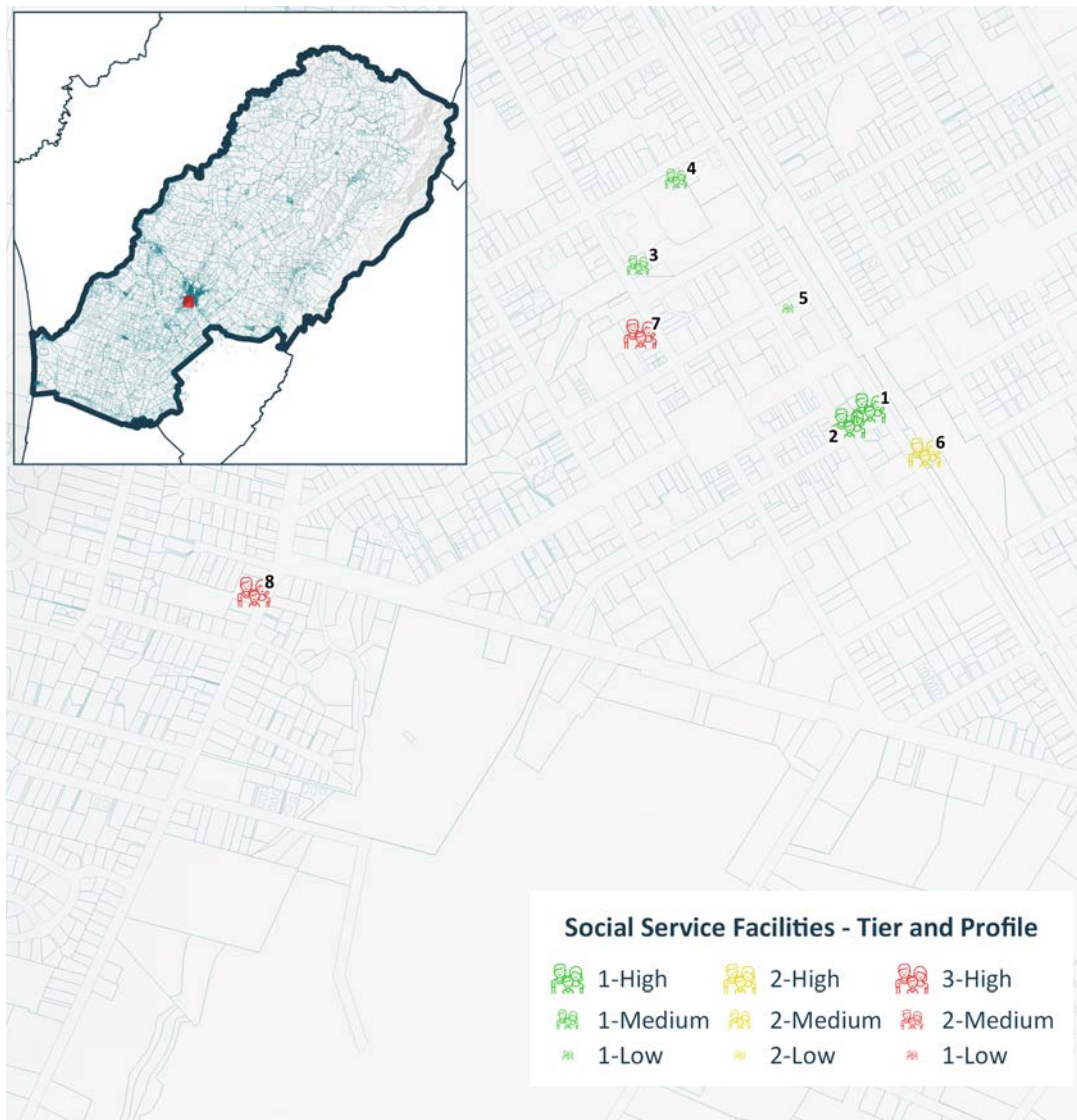 4
3
5
7
1
2
6
8
Social Service Facilities - Tier and Profile
1-High 2-High 3-High
1-Medium 2-Medium 2-Medium
1-Low 2-Low 1-Low